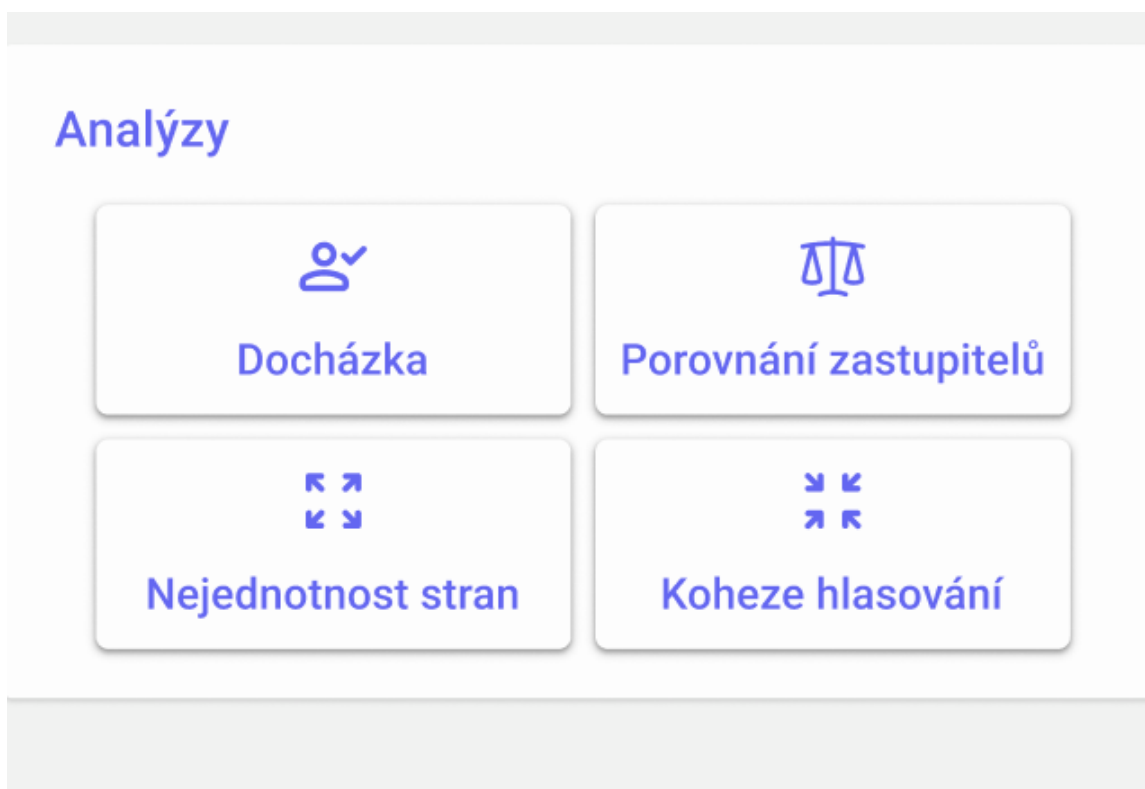 Analýzy
Docházka
Porovnání zastupitelů
Nejednotnost stran
Koheze hlasování